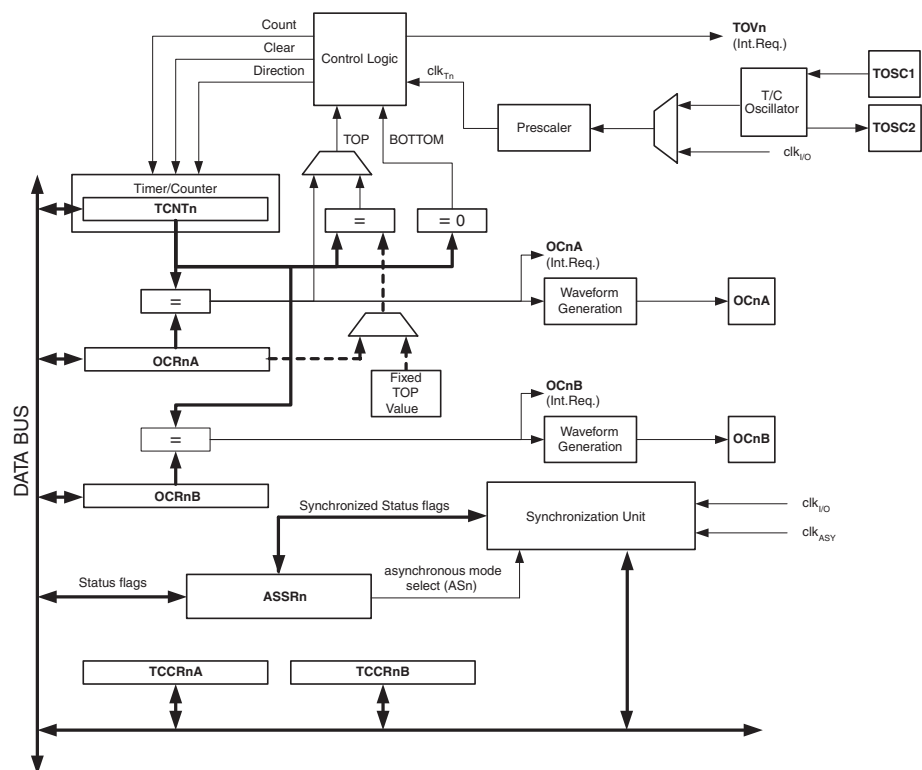 Count
Clear
Direction
Control Logic
clkTn
TOVn
(Int.Req.)
TOSC1
T/C
Oscillator
TOSC2
Prescaler
clkI/O
TOP
BOTTOM
Timer/Counter
TCNTn
=
= 0
OCnA
(Int.Req.)
=
Waveform
Generation
OCnA
OCRnA
Fixed
TOP
Value
OCnB
(Int.Req.)
=
Waveform
Generation
OCnB
OCRnB
DATA BUS
Synchronized Status flags
Synchronization Unit
clkI/O
clkASY
Status flags
ASSRn
asynchronous mode
select (ASn)
TCCRnA
TCCRnB